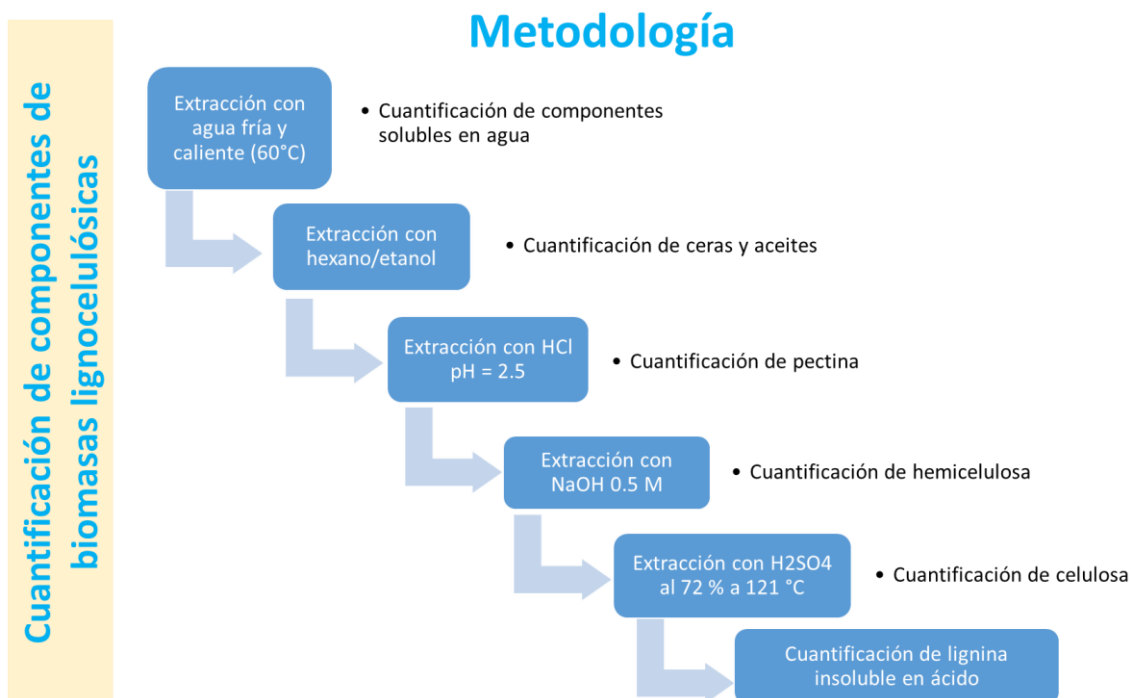 Metodología
Cuantificación de componentes de
biomasas lignocelulósicas
Extracción con
agua fría y
caliente (60°C)
• Cuantificación de componentes
solubles en agua
Extracción con
hexano/etanol
• Cuantificación de ceras y aceites
Extracción con HCl
pH = 2.5
• Cuantificación de pectina
Extracción con
NaOH 0.5 M
• Cuantificación de hemicelulosa
Extracción con H2SO4
al 72 % a 121 °C
• Cuantificación de celulosa
Cuantificación de lignina
insoluble en ácido